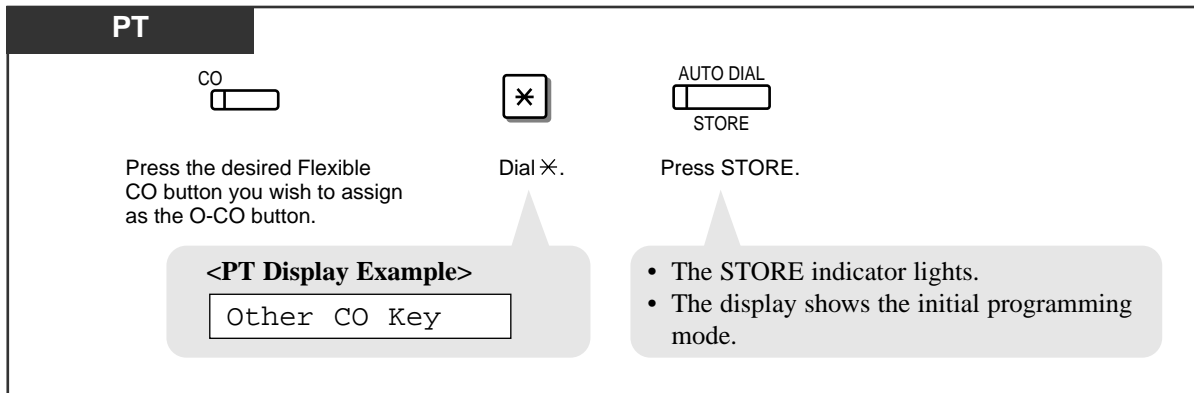 PT
CO
Press the desired Flexible
CO button you wish to assign
as the O-CO button.
✳
Dial ✳.
AUTO DIAL
STORE
Press STORE.
<PT Display Example>
Other CO Key
• The STORE indicator lights.
• The display shows the initial programming
mode.